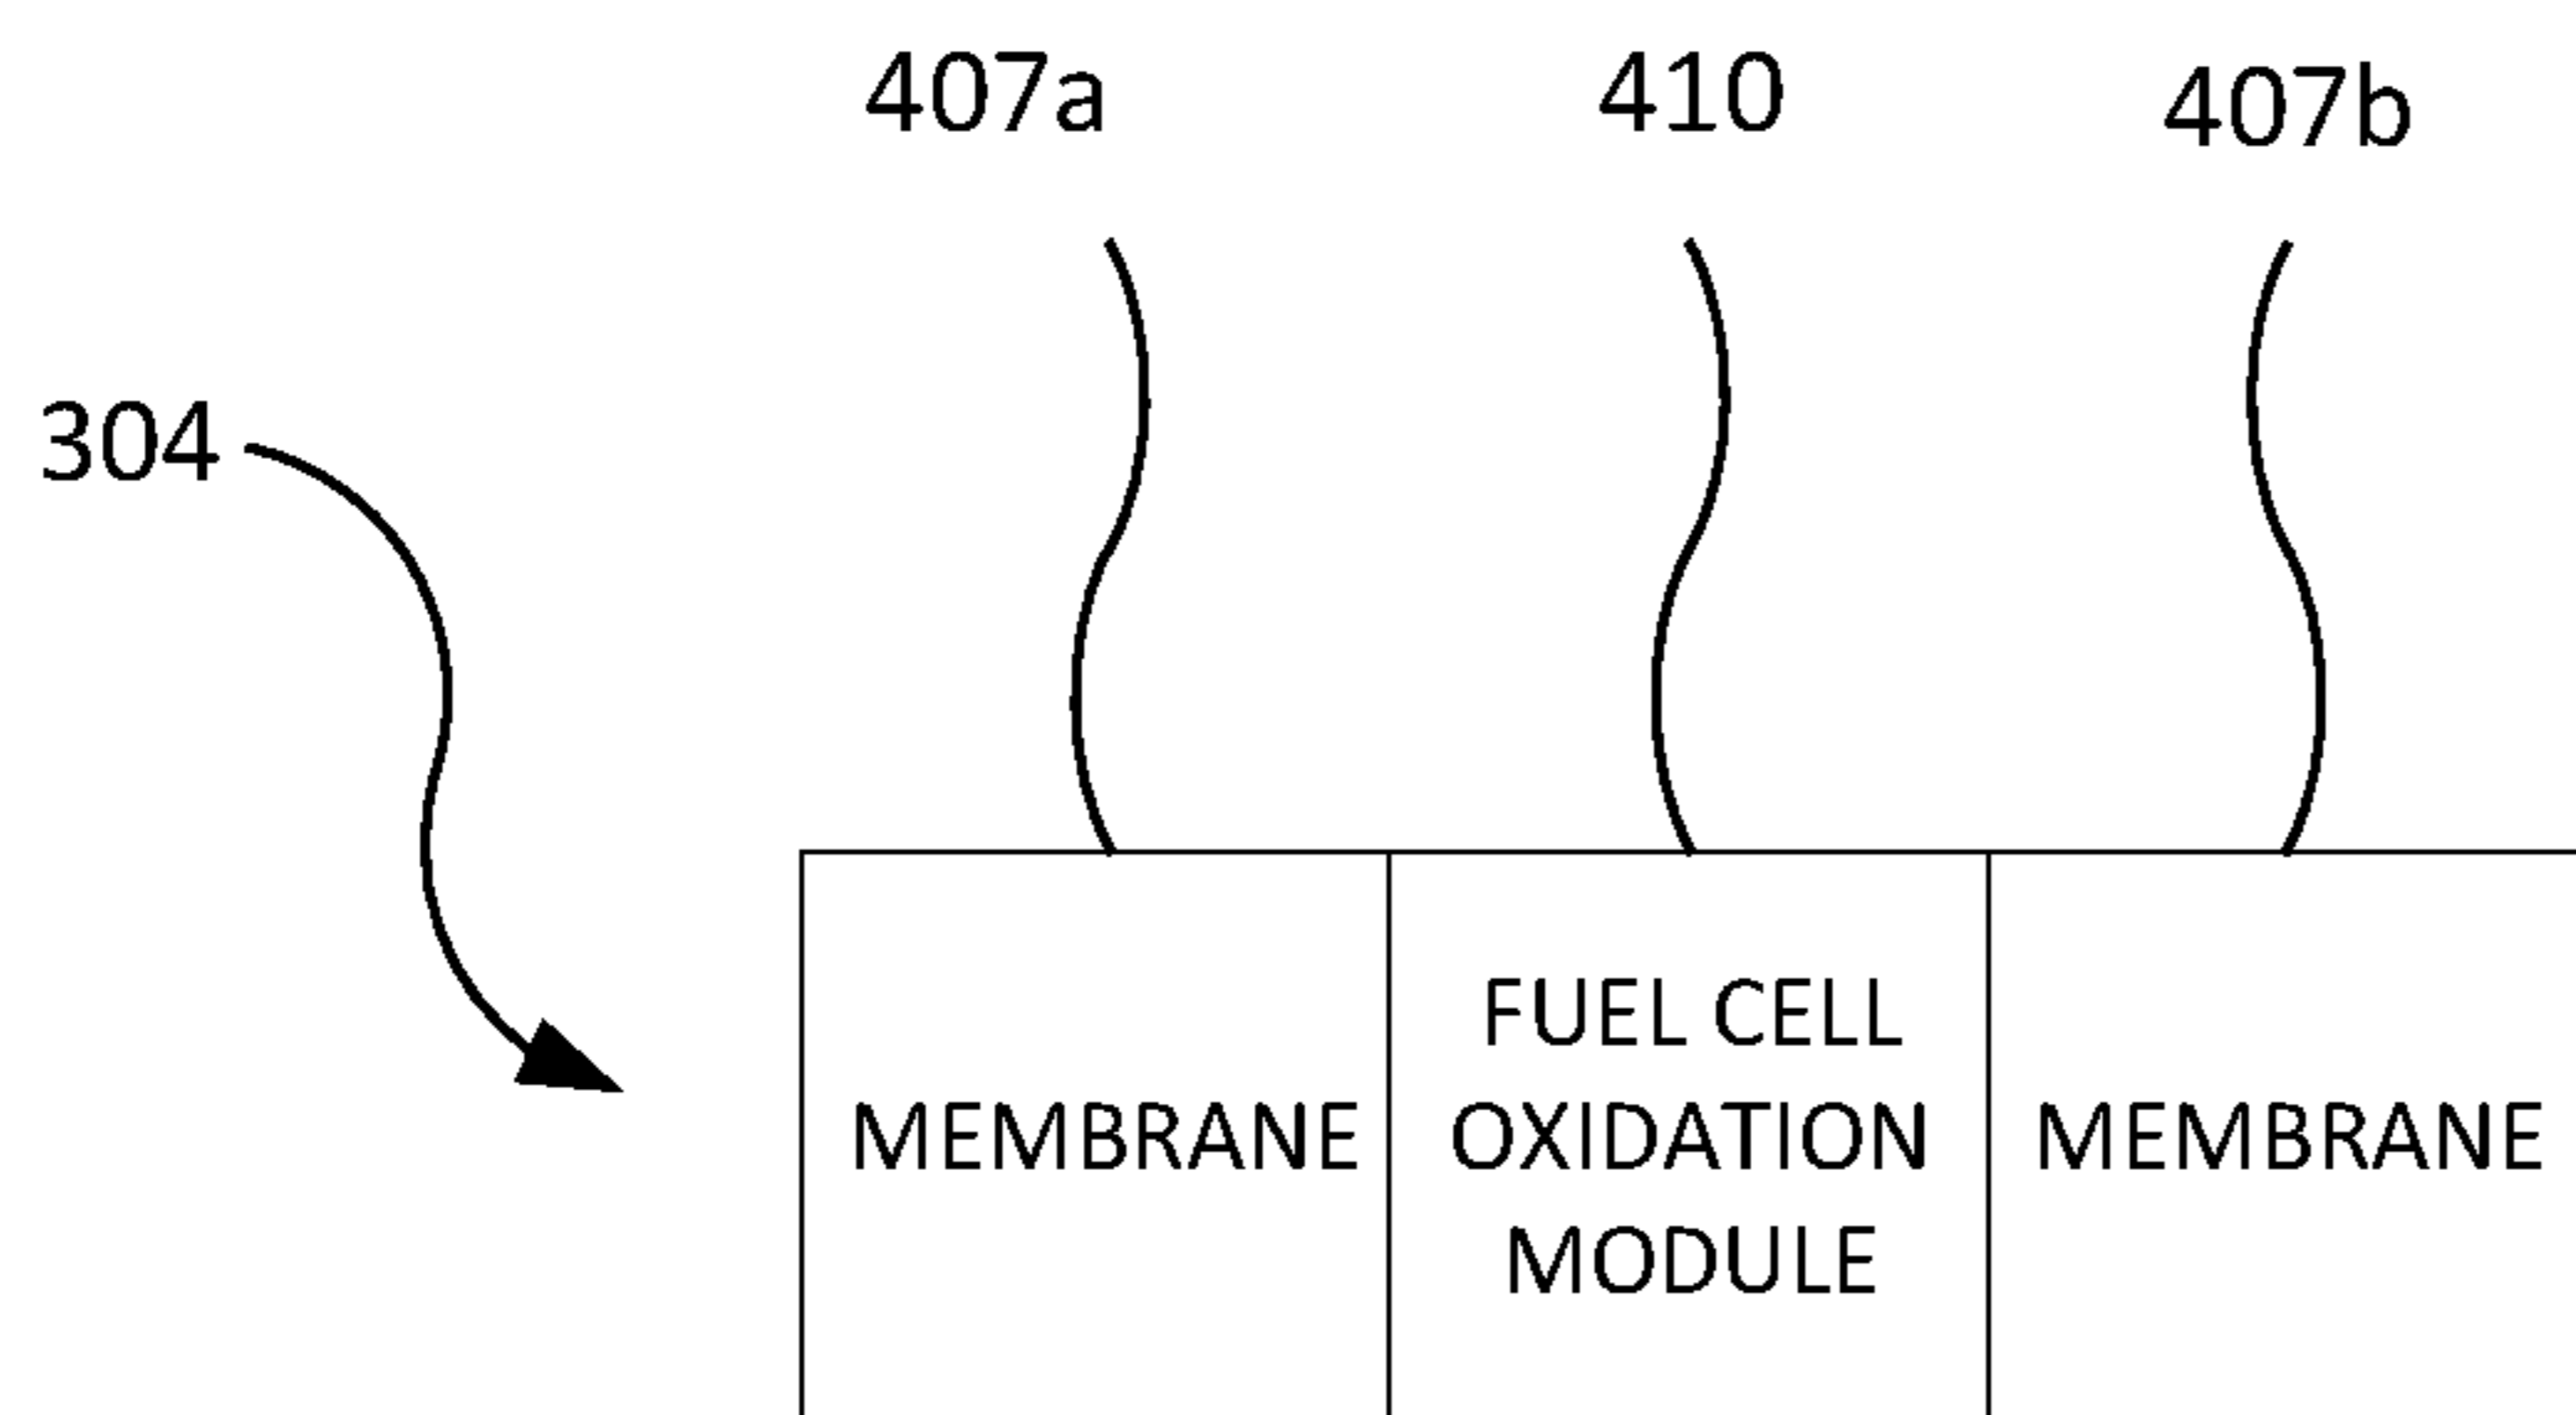 407a 410 407b
304
FUEL CELL
MEMBRANE OXIDATION MEMBRANE
MODULE